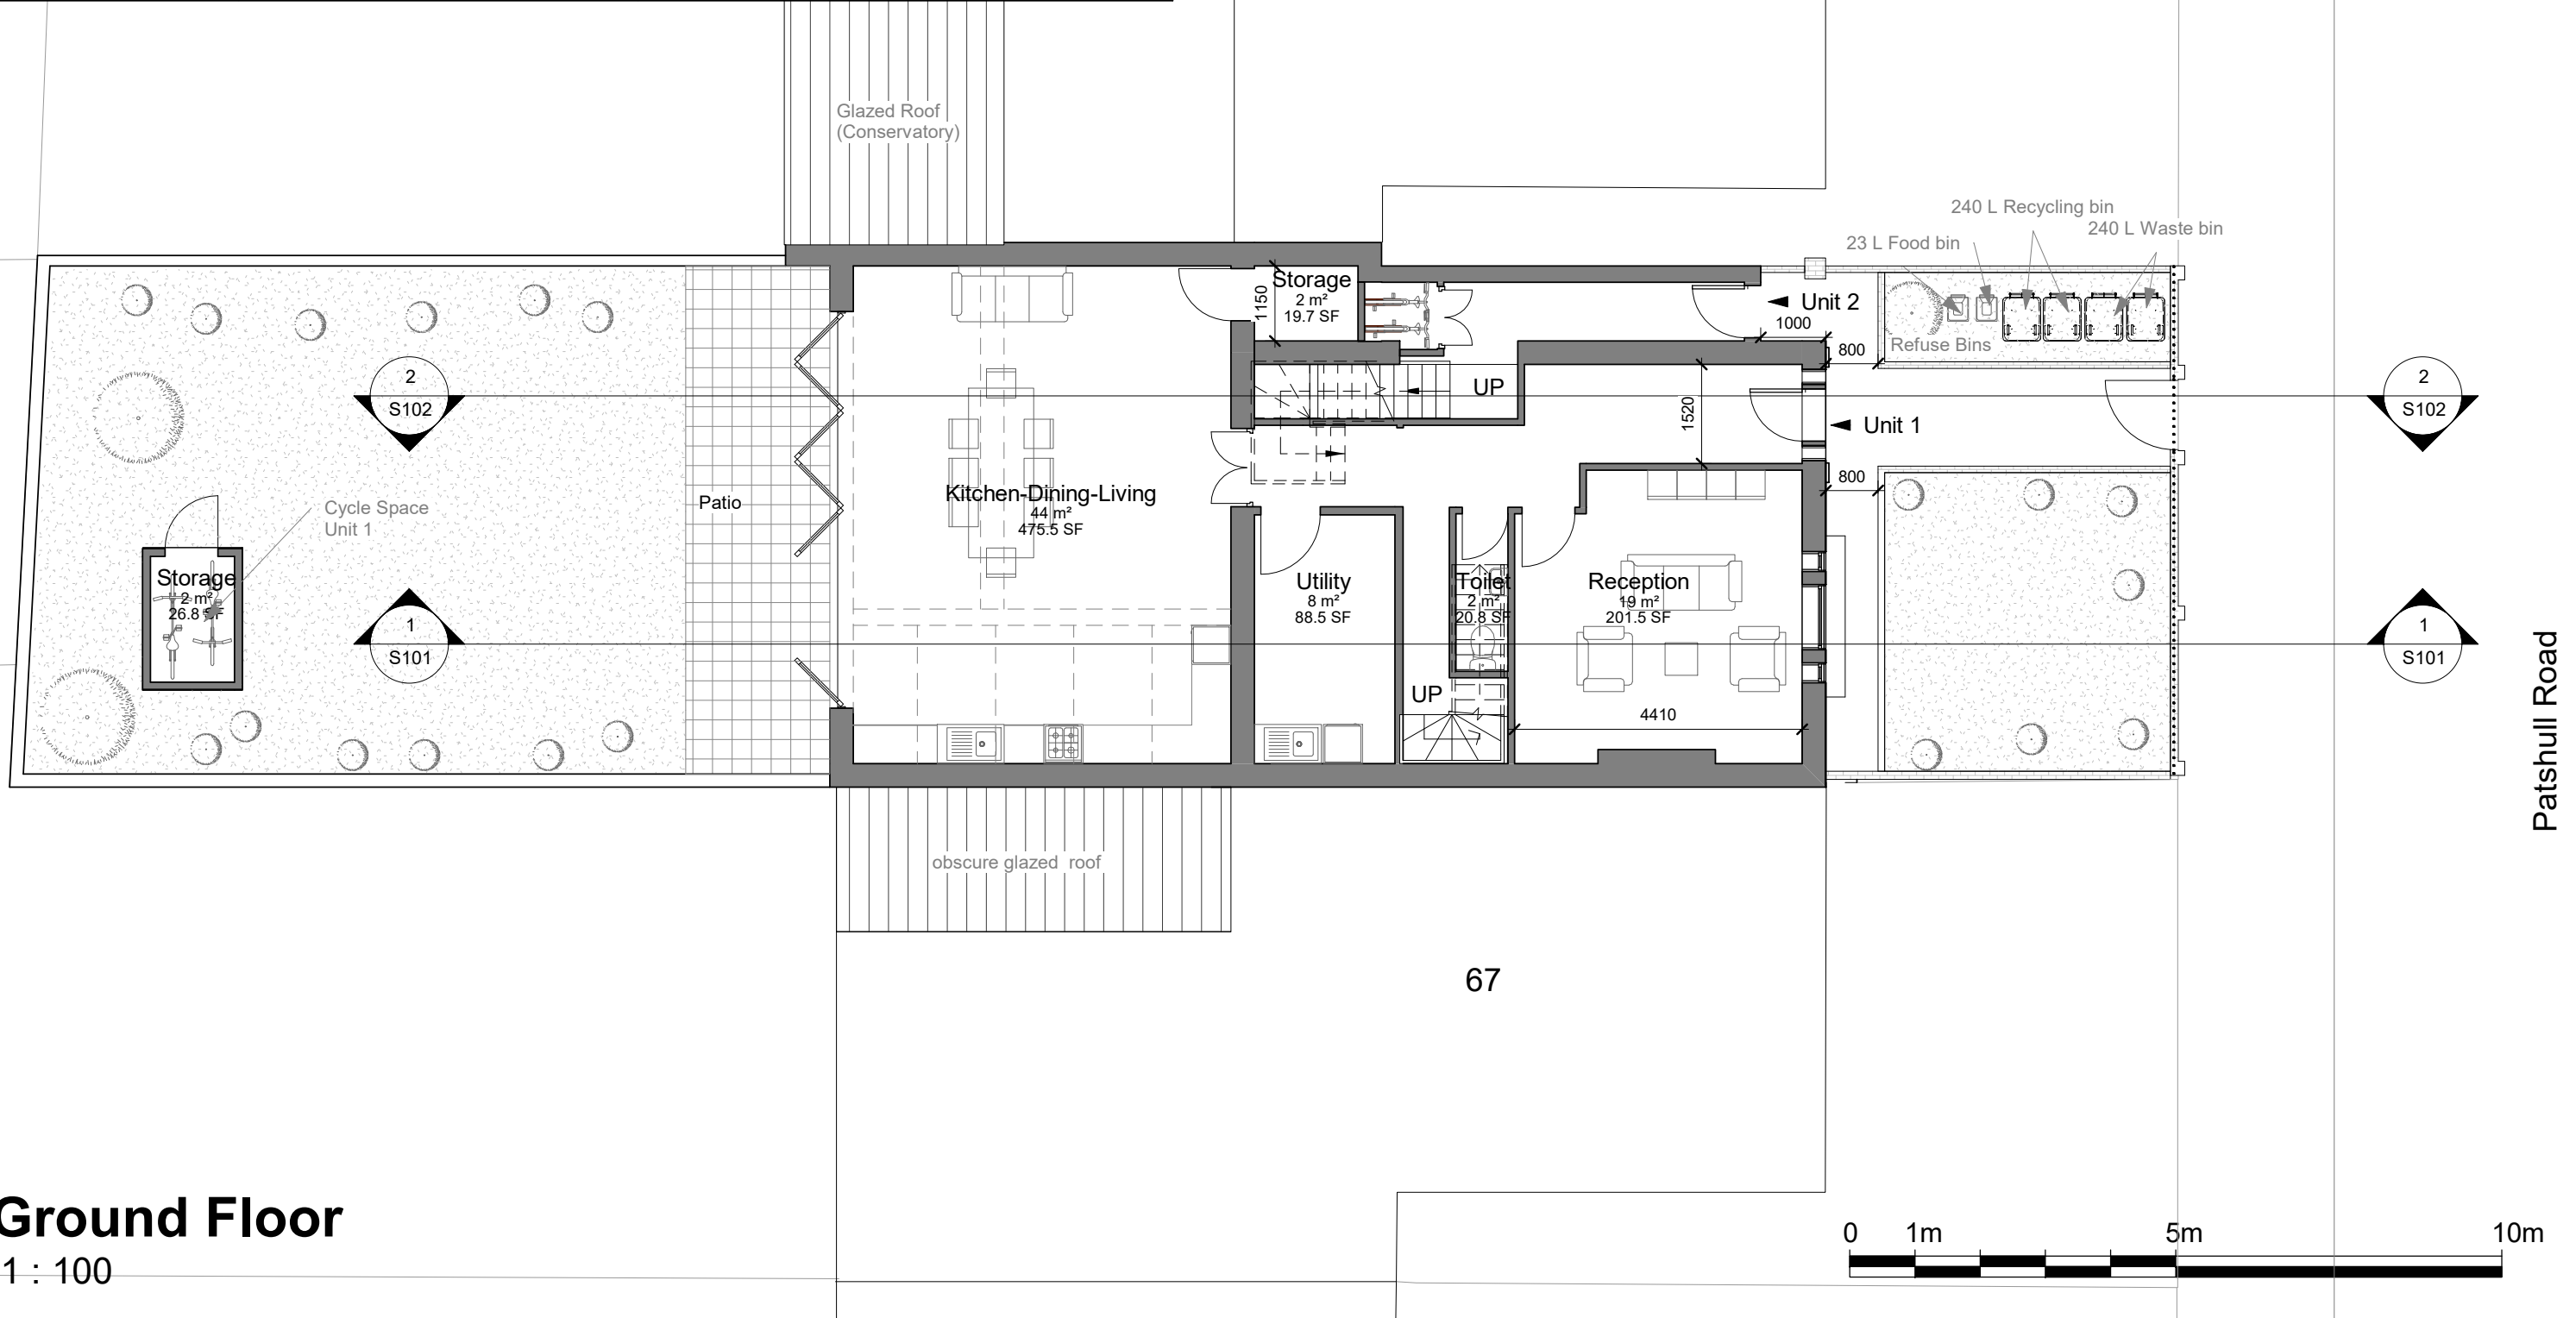 Glazed Roof
(Conservatory)
240 L Recycling bin
240 L Waste bin
23 L Food bin
Storage
2 m²
19.7 SF
1150
Unit 2
1000
800
Refuse Bins
2
S102
UP
2
S102
1520
Unit 1
800
Cycle Space
Unit 1
Patio
Kitchen-Dining-Living
44 m²
475.5 SF
Storage
2 m²
26.8 SF
Utility
8 m²
88.5 SF
Toilet
2 m²
20.8 SF
Reception
19 m²
201.5 SF
1
S101
1
S101
UP
4410
Patshull Road
obscure glazed roof
67
Ground Floor
1 : 100
0 1m 5m 10m